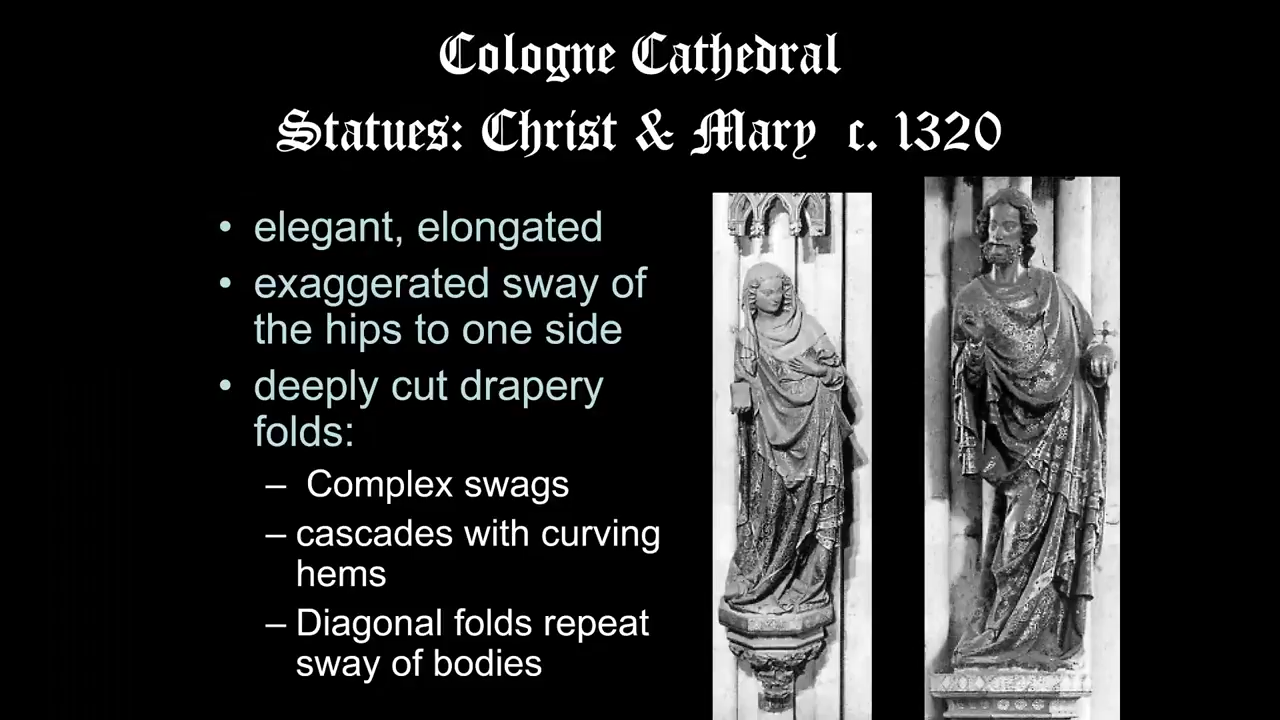 Cologne Cathedral
Statues: Christ & Mary c. 1320
• elegant, elongated
• exaggerated sway of
the hips to one side
• deeply cut drapery
folds:
– Complex swags
– cascades with curving
hems
– Diagonal folds repeat
sway of bodies